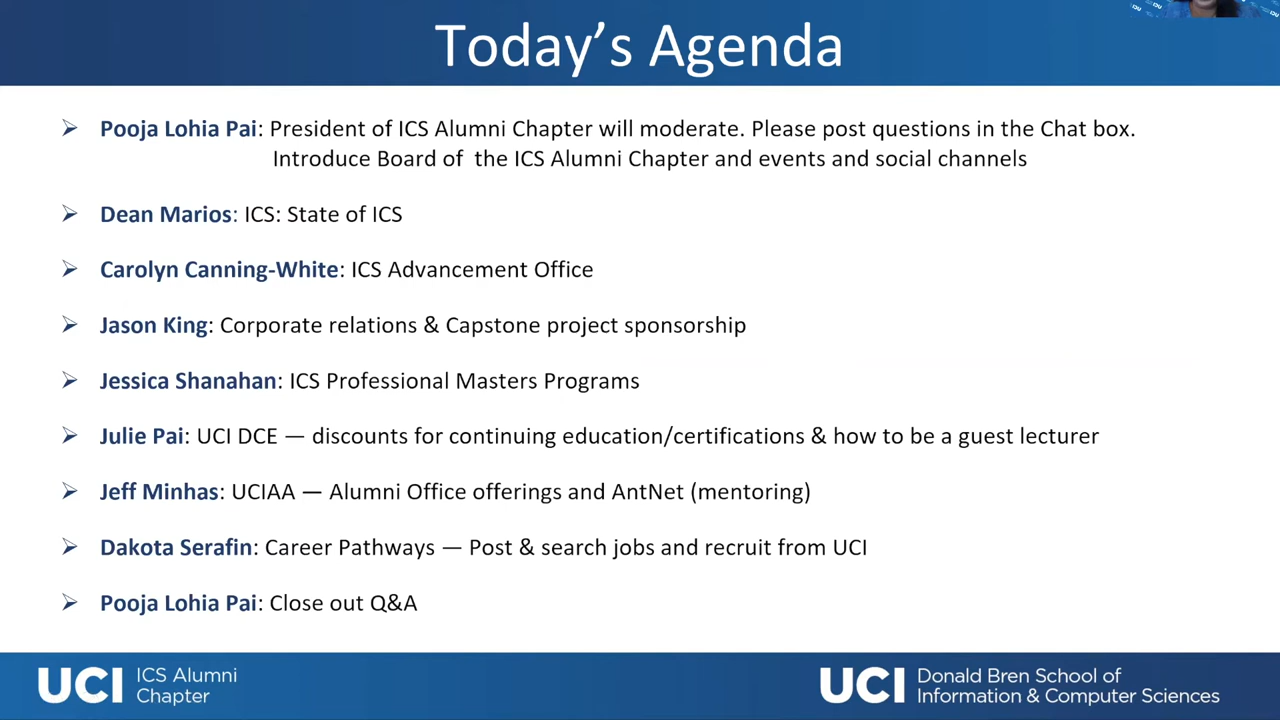 Today's Agenda
➢ Pooja Lohia Pai: President of ICS Alumni Chapter will moderate. Please post questions in the Chat box.
Introduce Board of the ICS Alumni Chapter and events and social channels
➢ Dean Marios: ICS: State of ICS
➢ Carolyn Canning-White: ICS Advancement Office
➢ Jason King: Corporate relations & Capstone project sponsorship
➢ Jessica Shanahan: ICS Professional Masters Programs
➢ Julie Pai: UCI DCE — discounts for continuing education/certifications & how to be a guest lecturer
➢ Jeff Minhas: UCIAA — Alumni Office offerings and AntNet (mentoring)
➢ Dakota Serafin: Career Pathways — Post & search jobs and recruit from UCI
➢ Pooja Lohia Pai: Close out Q&A
UCI ICS Alumni
Chapter
UCI Donald Bren School of
Information & Computer Sciences